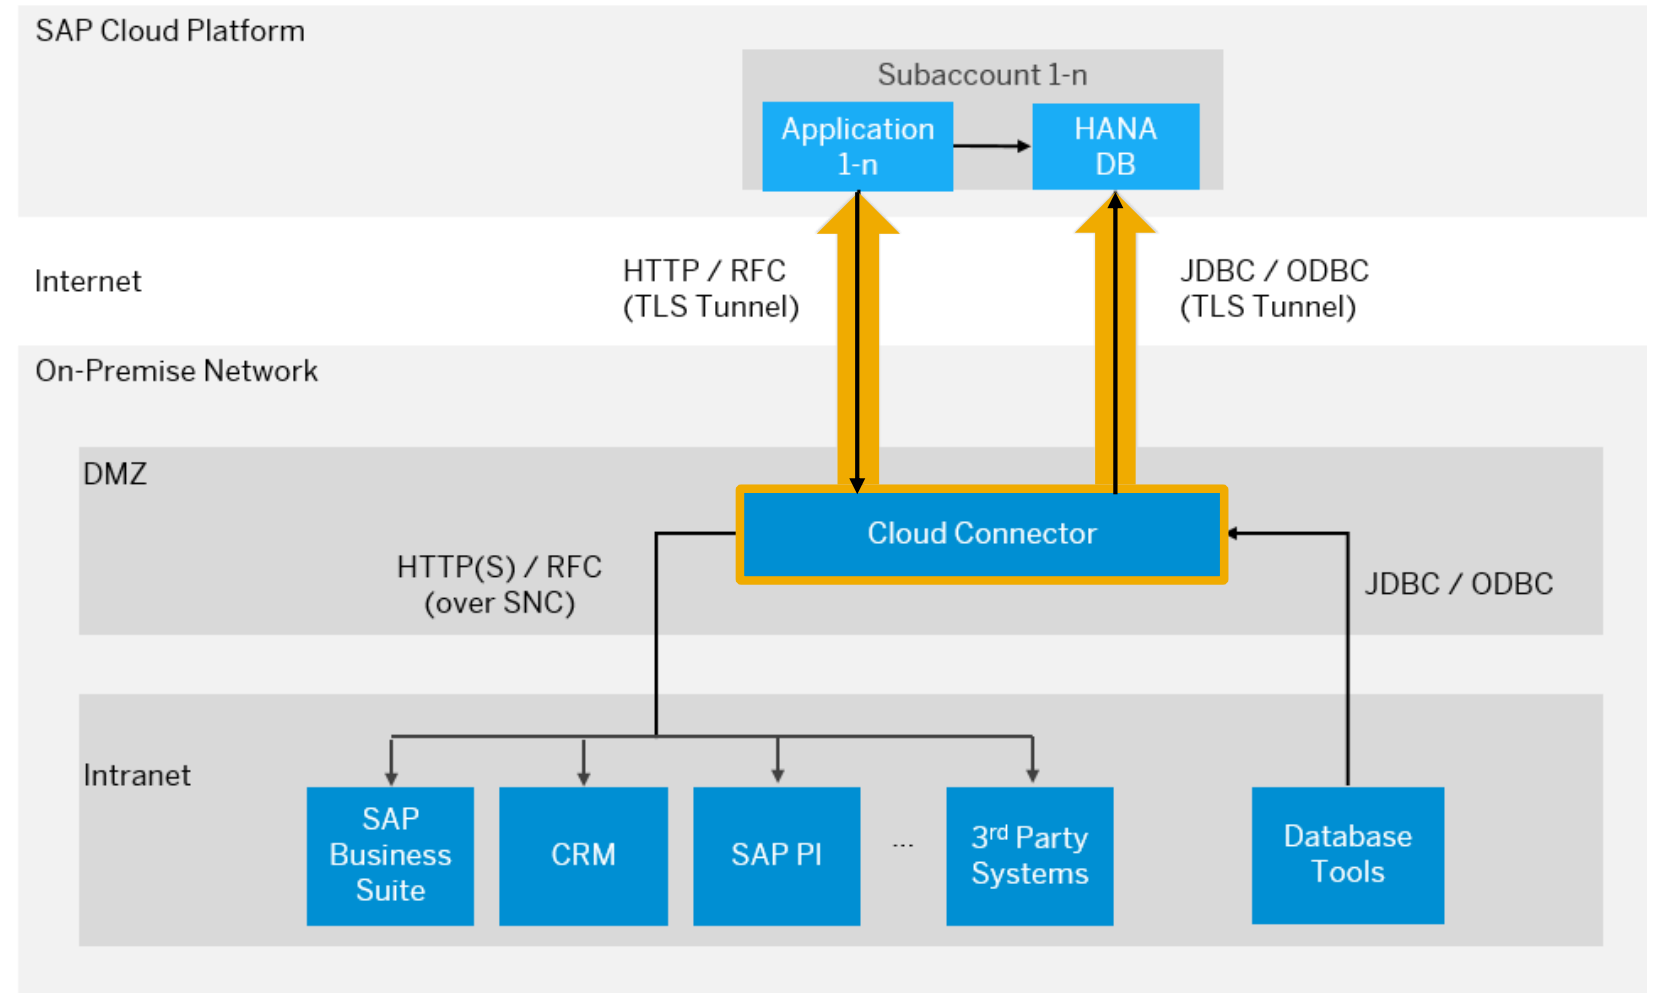 SAP Cloud Platform
Subaccount 1-n
Application
1-n
HANA
DB
Internet
HTTP / RFC
(TLS Tunnel)
JDBC / ODBC
(TLS Tunnel)
On-Premise Network
DMZ
Cloud Connector
HTTP(S) / RFC
(over SNC)
JDBC / ODBC
Intranet
SAP
Business
Suite
CRM
SAP PI
...
3rd Party
Systems
Database
Tools